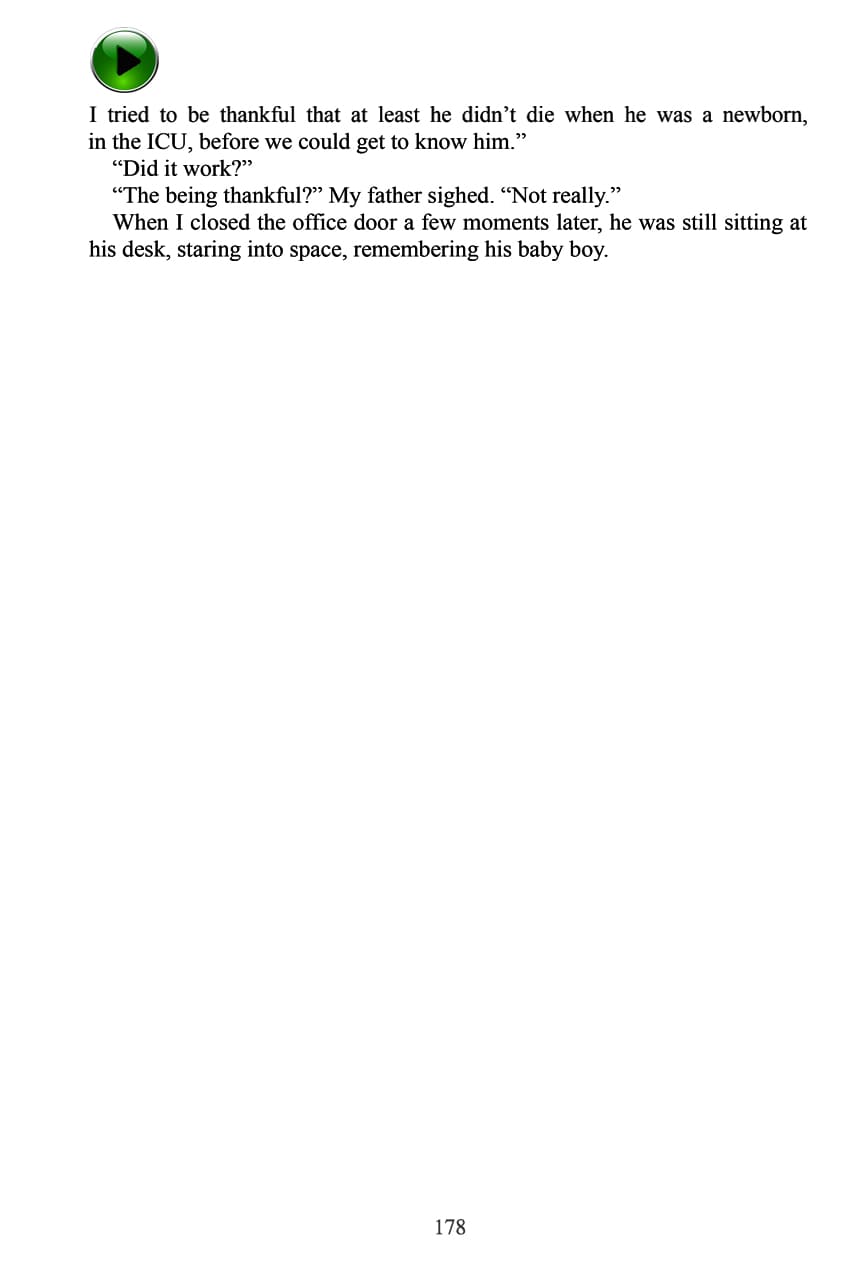 I tried to be thankful that at least he didn’t die when he was a newborn,
in the ICU, before we could get to know him.”
“Did it work?”
“The being thankful?” My father sighed. “Not really.”
When I closed the office door a few moments later, he was still sitting at
his desk, staring into space, remembering his baby boy.
178